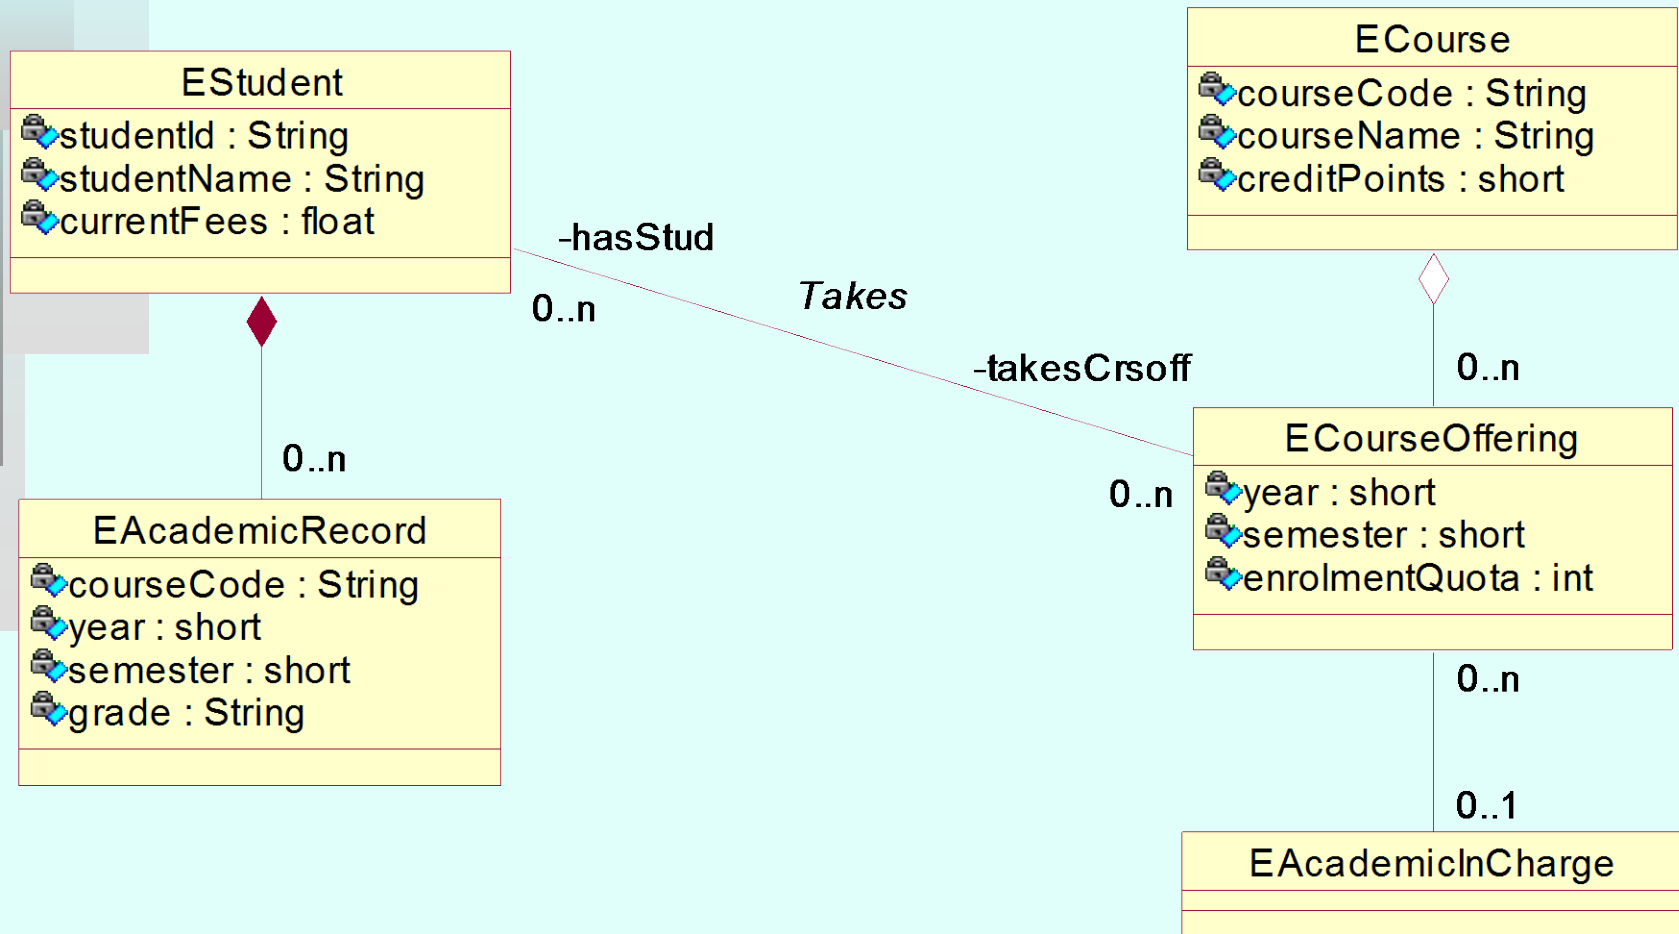 EStudent
studentId : String
studentName : String
currentFees : float
ECourse
courseCode : String
courseName : String
creditPoints : short
-hasStud
0..n
Takes
-takesCrsoff
0..n
0..n
ECourseOffering
year : short
semester : short
enrolmentQuota : int
0..n
EAcademicRecord
courseCode : String
year : short
semester : short
grade : String
0..n
0..1
EAcademicInCharge